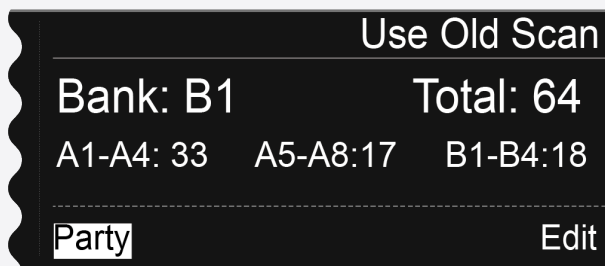 Use Old Scan
Bank: B1 Total: 64
A1-A4: 33 A5-A8:17 B1-B4:18
Party Edit